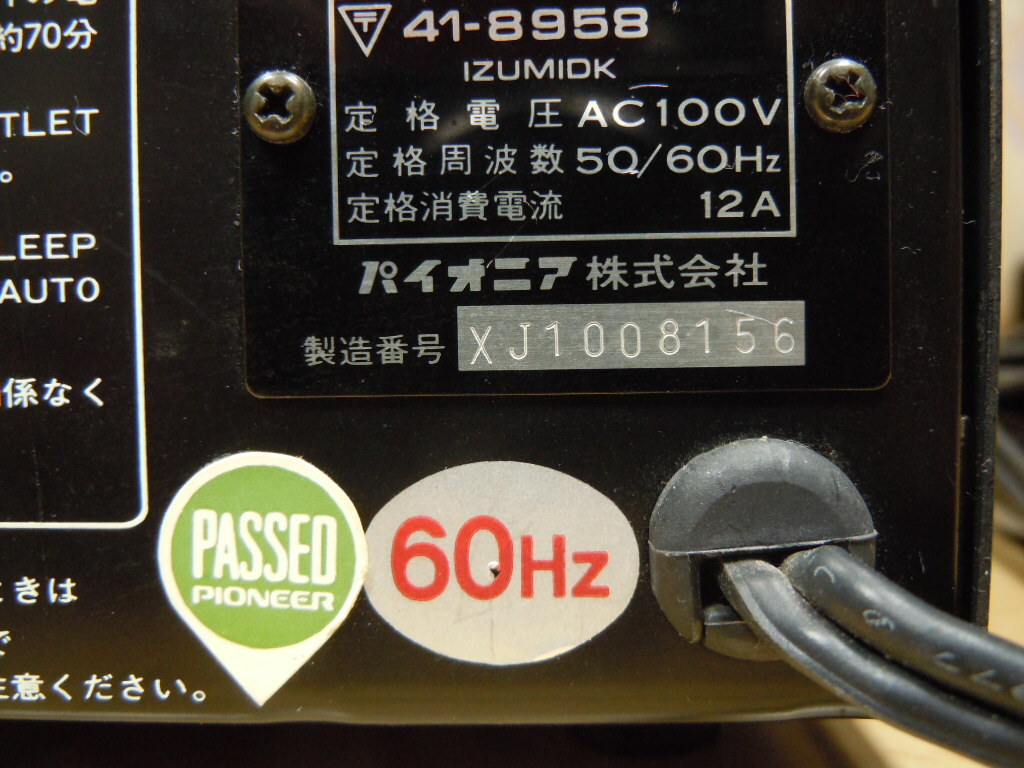 約70分
TLET
。
LEEP
AUTO
係なく
きは
で
意ください。
〒 41-8958
IZUMIDK
定格電圧 AC100V
定格周波数 50/60Hz
定格消費電流 12A
パイオニア株式会社
製造番号 XJ1008156
PASSED
PIONEER
60Hz